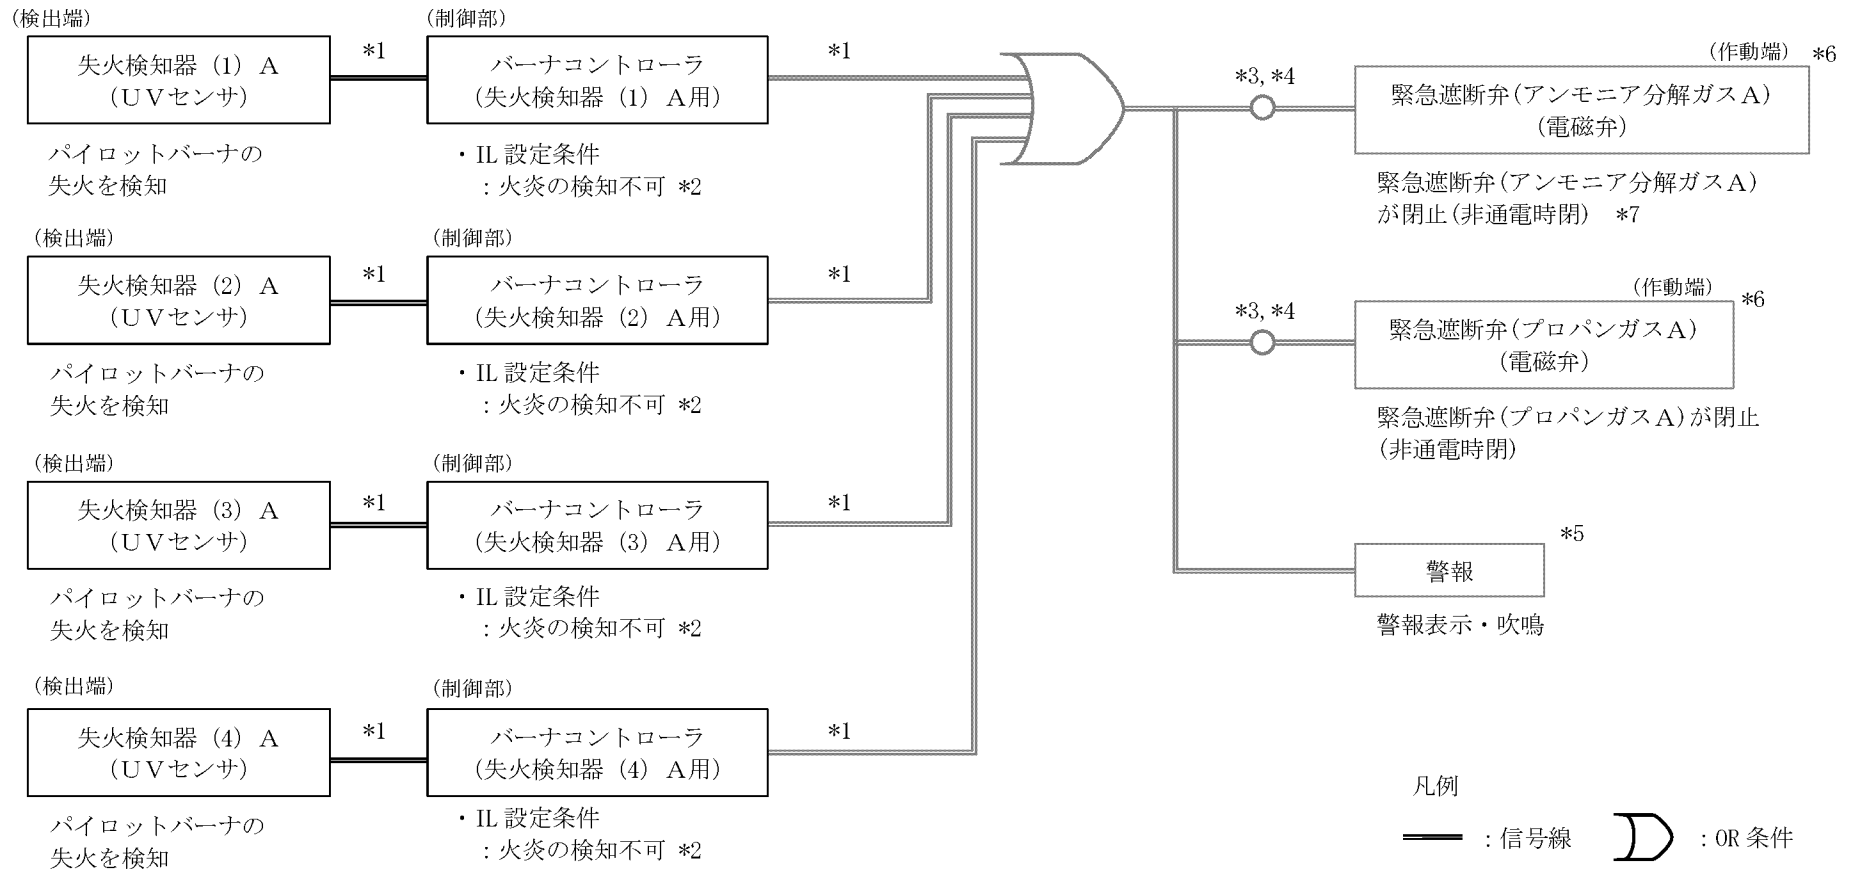 (検出端)
失火検知器 (1) A
(UVセンサ)
*1
(制御部)
バーナコントローラ
(失火検知器 (1) A用)
*1
パイロットバーナの
失火を検知
・IL 設定条件
:火炎の検知不可 *2
(検出端)
失火検知器 (2) A
(UVセンサ)
*1
(制御部)
バーナコントローラ
(失火検知器 (2) A用)
*1
パイロットバーナの
失火を検知
・IL 設定条件
:火炎の検知不可 *2
(検出端)
失火検知器 (3) A
(UVセンサ)
*1
(制御部)
バーナコントローラ
(失火検知器 (3) A用)
*1
パイロットバーナの
失火を検知
・IL 設定条件
:火炎の検知不可 *2
(検出端)
失火検知器 (4) A
(UVセンサ)
*1
(制御部)
バーナコントローラ
(失火検知器 (4) A用)
*1
パイロットバーナの
失火を検知
・IL 設定条件
:火炎の検知不可 *2
*3, *4
(作動端) *6
緊急遮断弁(アンモニア分解ガスA)
(電磁弁)
緊急遮断弁(アンモニア分解ガスA)
が閉止(非通電時閉) *7
*3, *4
(作動端) *6
緊急遮断弁(プロパンガスA)
(電磁弁)
緊急遮断弁(プロパンガスA)が閉止
(非通電時閉)
*5
警報
警報表示・吹鳴
凡例
:信号線
:OR 条件